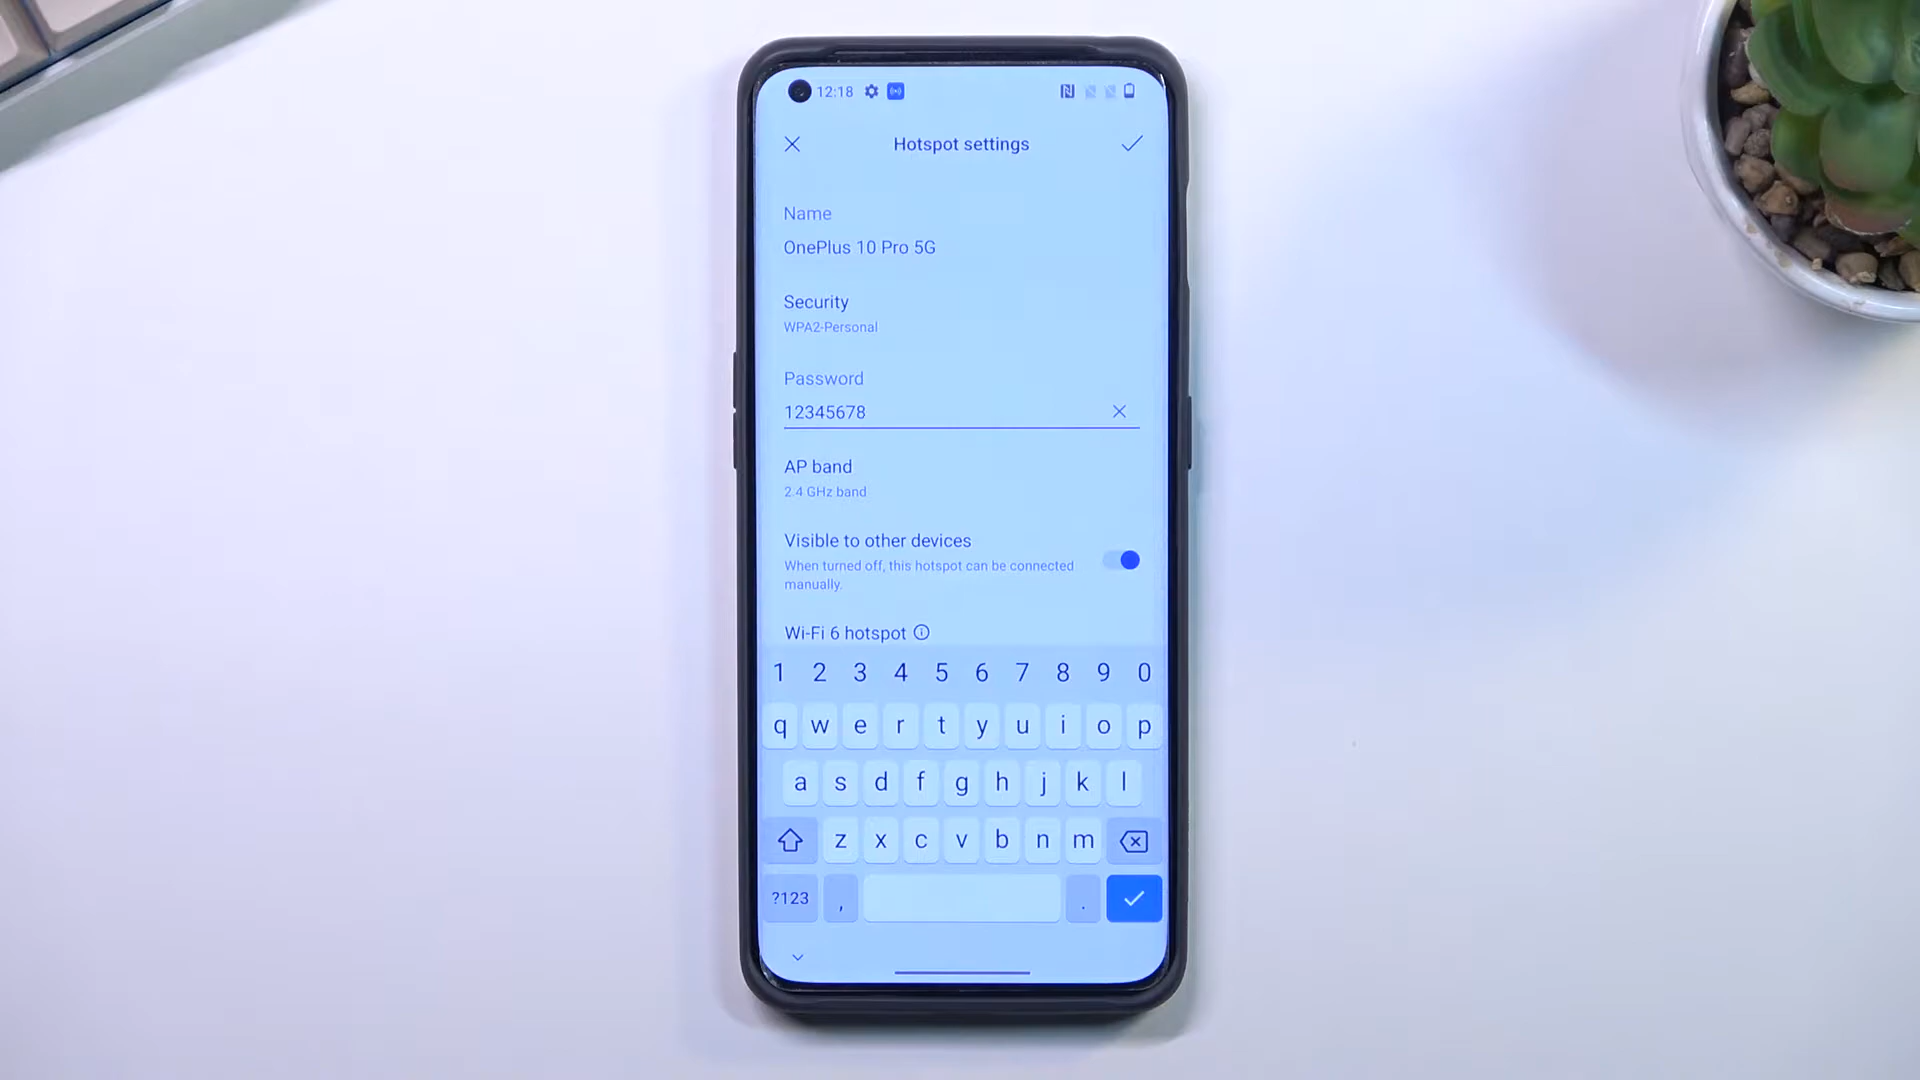 12:18
Hotspot settings
Name
OnePlus 10 Pro 5G
Security
WPA2-Personal
Password
12345678
AP band
2.4 GHz band
Visible to other devices
When turned off, this hotspot can be connected
manually.
Wi-Fi 6 hotspot
1 2 3 4 5 6 7 8 9 0
q w e r t y u i o p
a s d f g h j k l
z x c v b n m
?123 , .